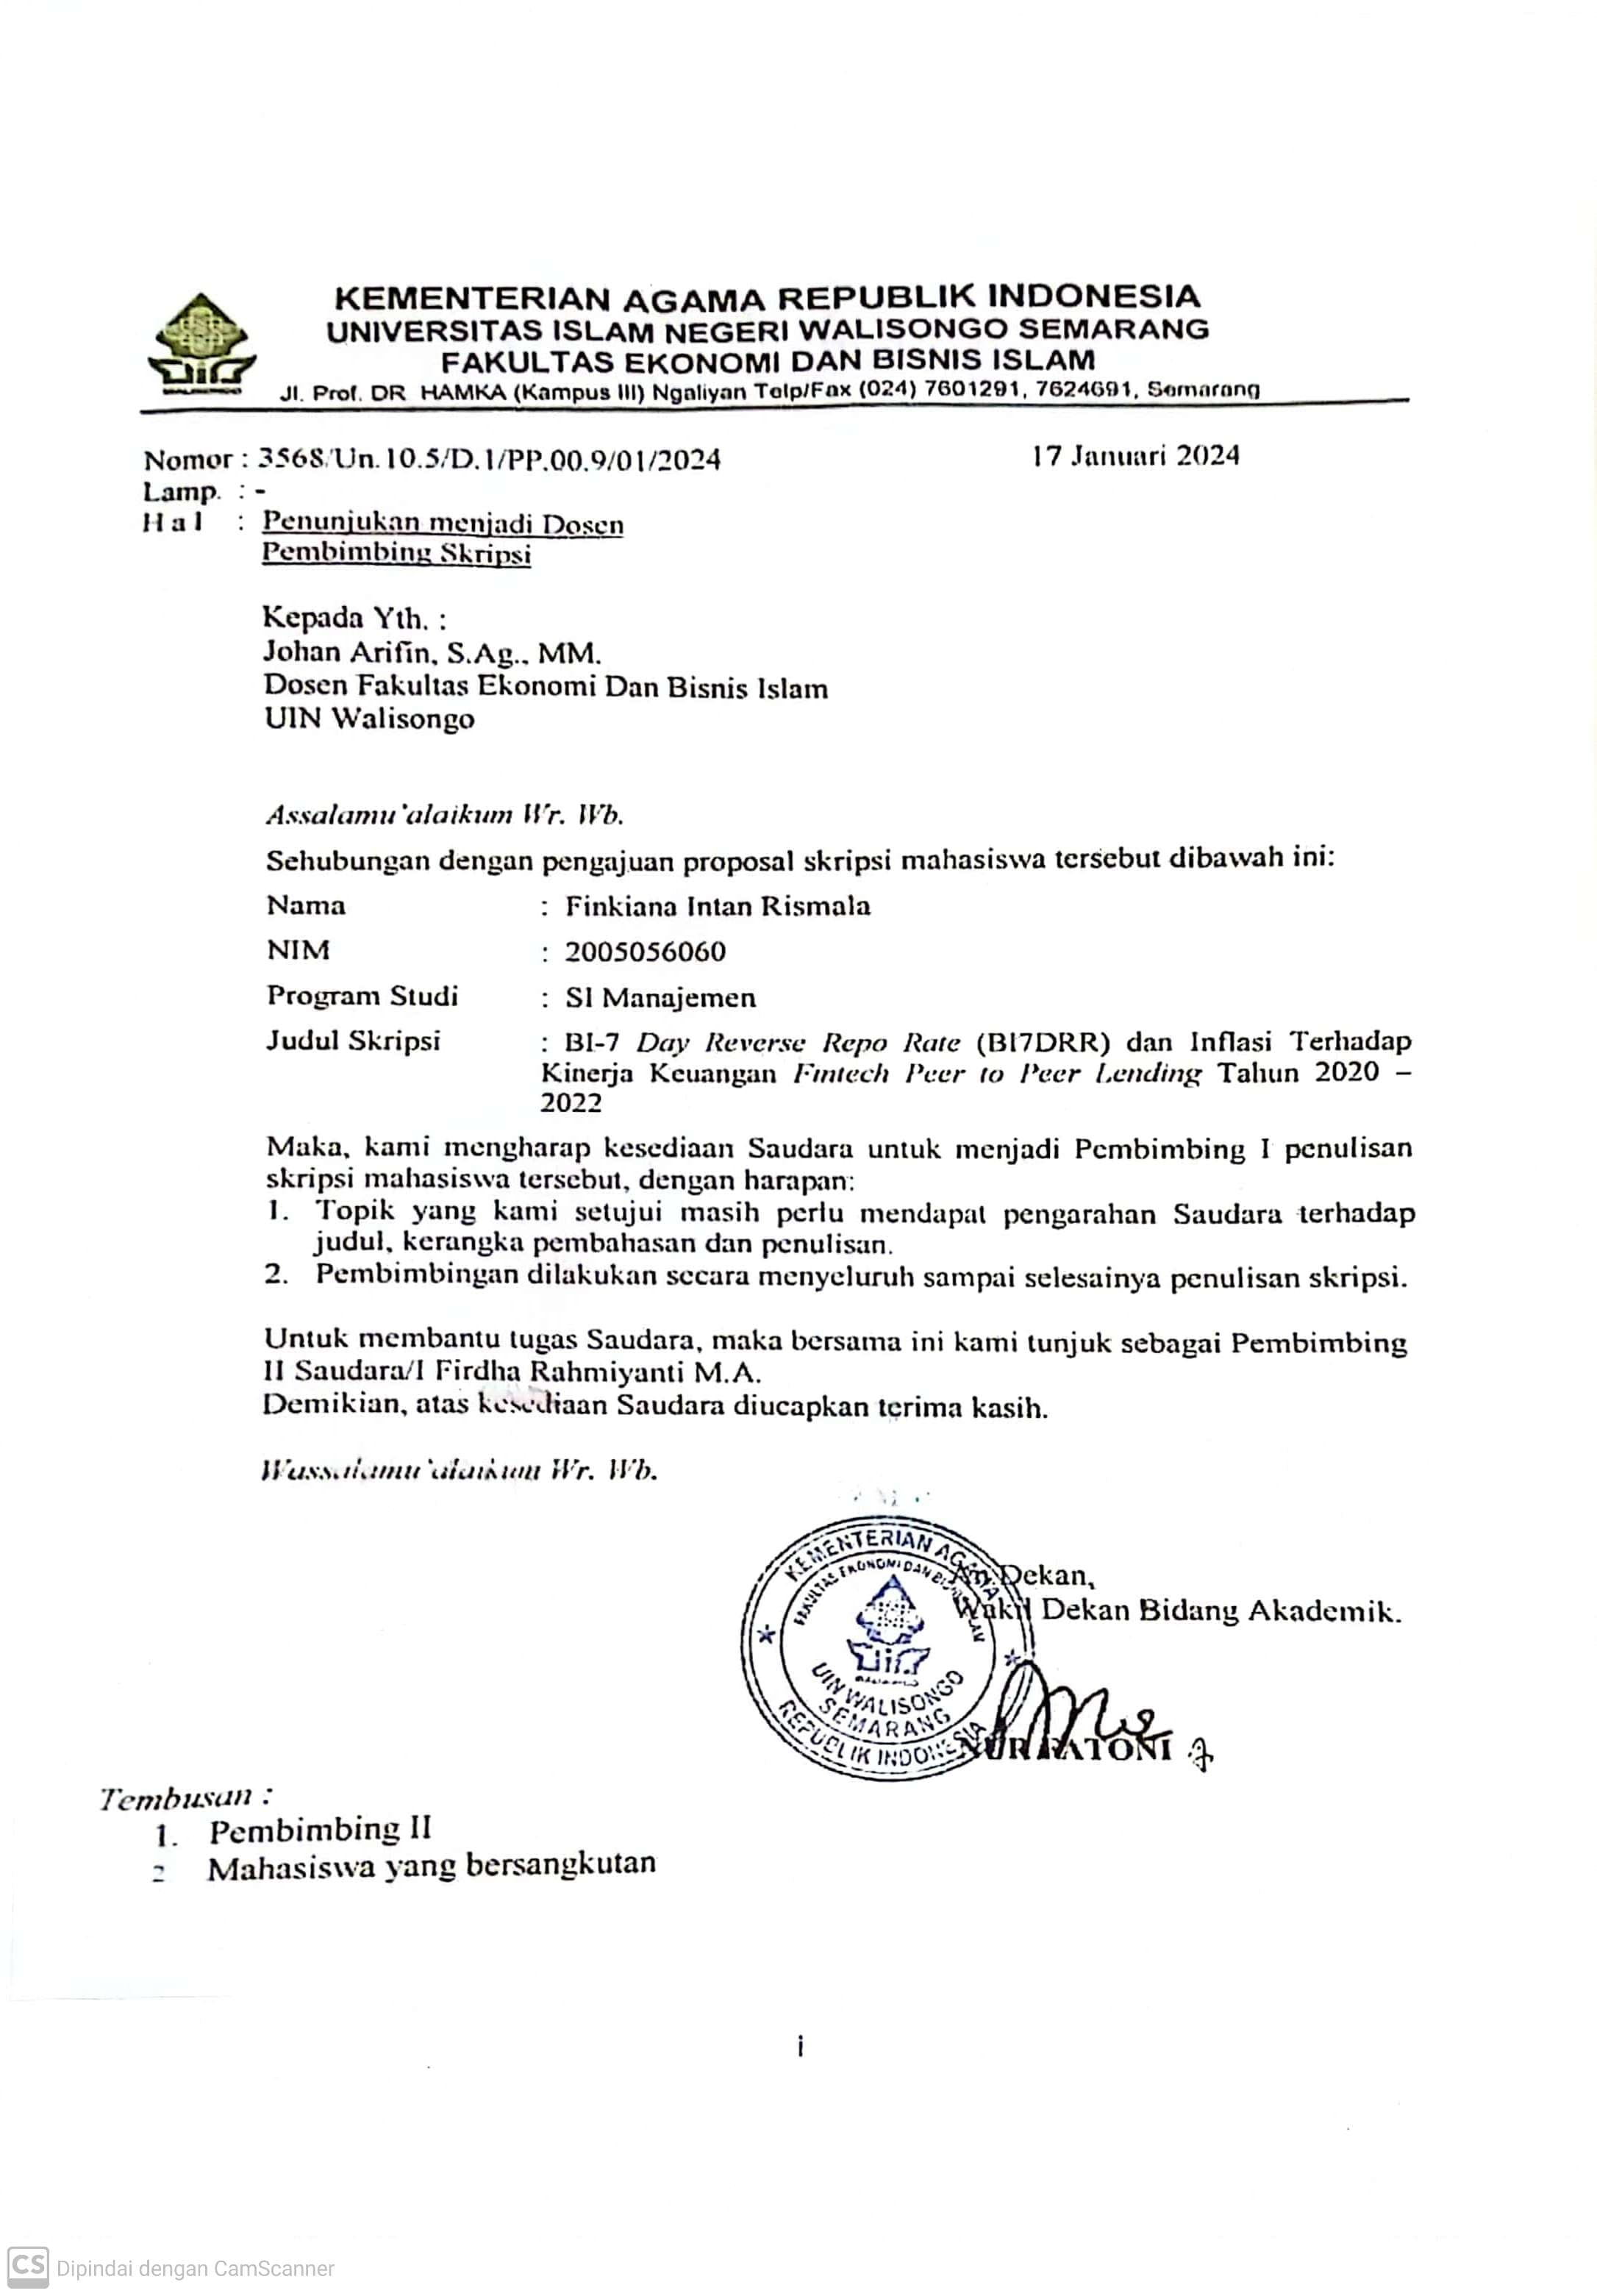 KEMENTERIAN AGAMA REPUBLIK INDONESIA
UNIVERSITAS ISLAM NEGERI WALISONGO SEMARANG
FAKULTAS EKONOMI DAN BISNIS ISLAM
Jl. Prof. DR HAMKA (Kampus III) Ngaliyan Telp/Fax (024) 7601291, 7624691, Semarang
Nomor : 3568/Un.10.5/D.1/PP.00.9/01/2024 17 Januari 2024
Lamp. : -
H a l : Penunjukan menjadi Dosen
Pembimbing Skripsi
Kepada Yth. :
Johan Arifin, S.Ag., MM.
Dosen Fakultas Ekonomi Dan Bisnis Islam
UIN Walisongo
Assalamu'alaikum Wr. Wb.
Sehubungan dengan pengajuan proposal skripsi mahasiswa tersebut dibawah ini:
Nama : Finkiana Intan Rismala
NIM : 2005056060
Program Studi : S1 Manajemen
Judul Skripsi : BI-7 Day Reverse Repo Rate (BI7DRR) dan Inflasi Terhadap
Kinerja Keuangan Fintech Peer to Peer Lending Tahun 2020 –
2022
Maka, kami mengharap kesediaan Saudara untuk menjadi Pembimbing I penulisan
skripsi mahasiswa tersebut, dengan harapan:
1. Topik yang kami setujui masih perlu mendapat pengarahan Saudara terhadap
judul, kerangka pembahasan dan penulisan.
2. Pembimbingan dilakukan secara menyeluruh sampai selesainya penulisan skripsi.
Untuk membantu tugas Saudara, maka bersama ini kami tunjuk sebagai Pembimbing
II Saudara/I Firdha Rahmiyanti M.A.
Demikian, atas kesediaan Saudara diucapkan terima kasih.
Wassalamu'alaikum Wr. Wb.
An. Dekan,
Wakil Dekan Bidang Akademik.
KEMENTERIAN AGAMA
FAKULTAS EKONOMI DAN BISNIS ISLAM
UIN WALISONGO
SEMARANG
REPUBLIK INDONESIA
NUR FATONI
Tembusan :
1. Pembimbing II
2 Mahasiswa yang bersangkutan
i
CS Dipindai dengan CamScanner